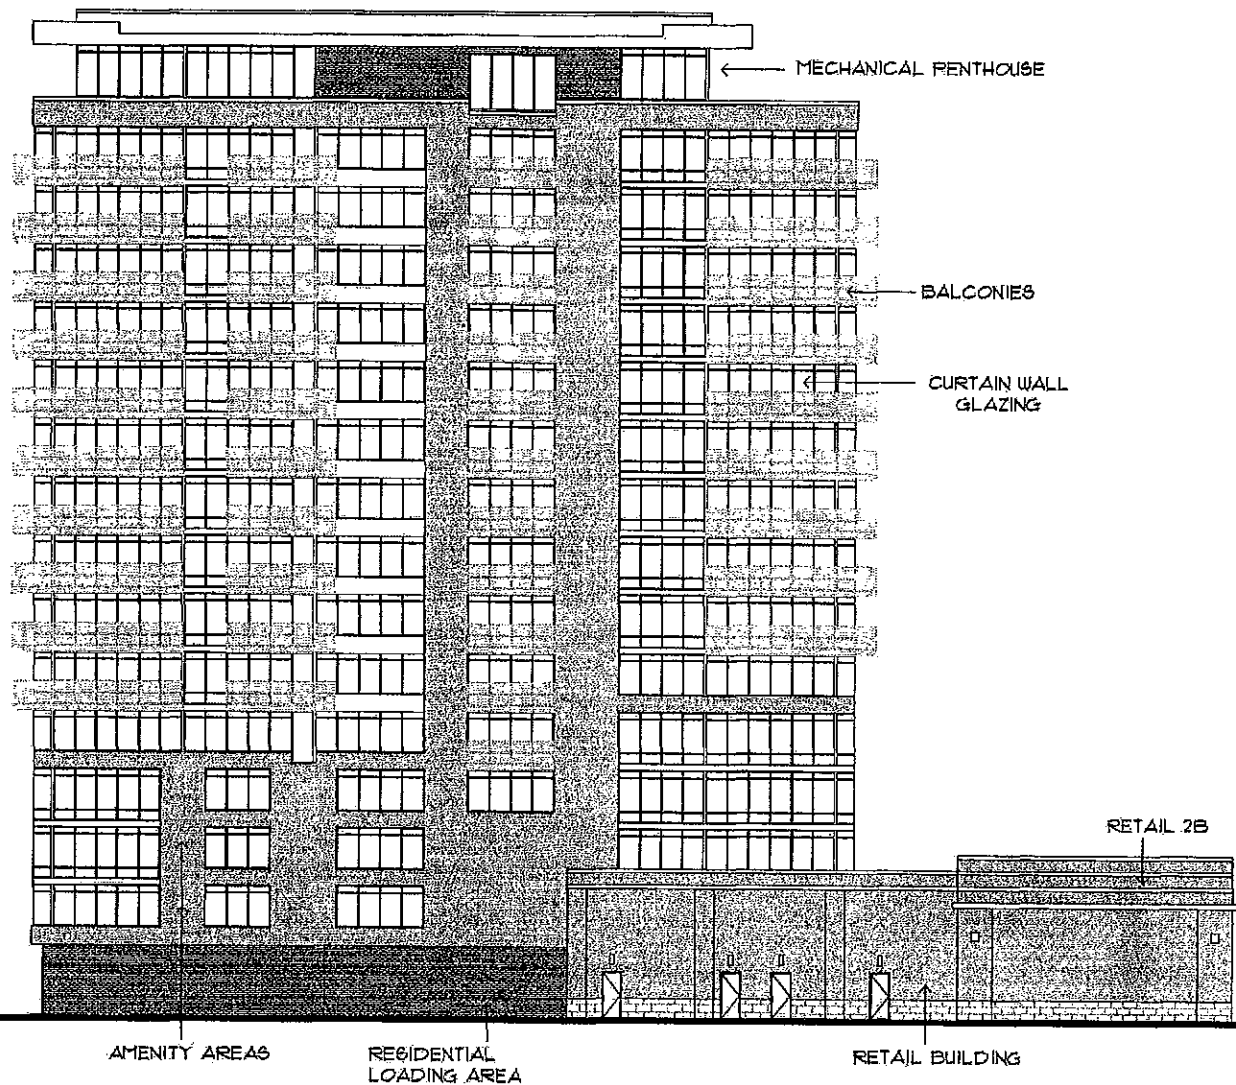 MECHANICAL PENTHOUSE
BALCONIES
CURTAIN WALL
GLAZING
RETAIL 2B
AMENITY AREAS
RESIDENTIAL
LOADING AREA
RETAIL BUILDING